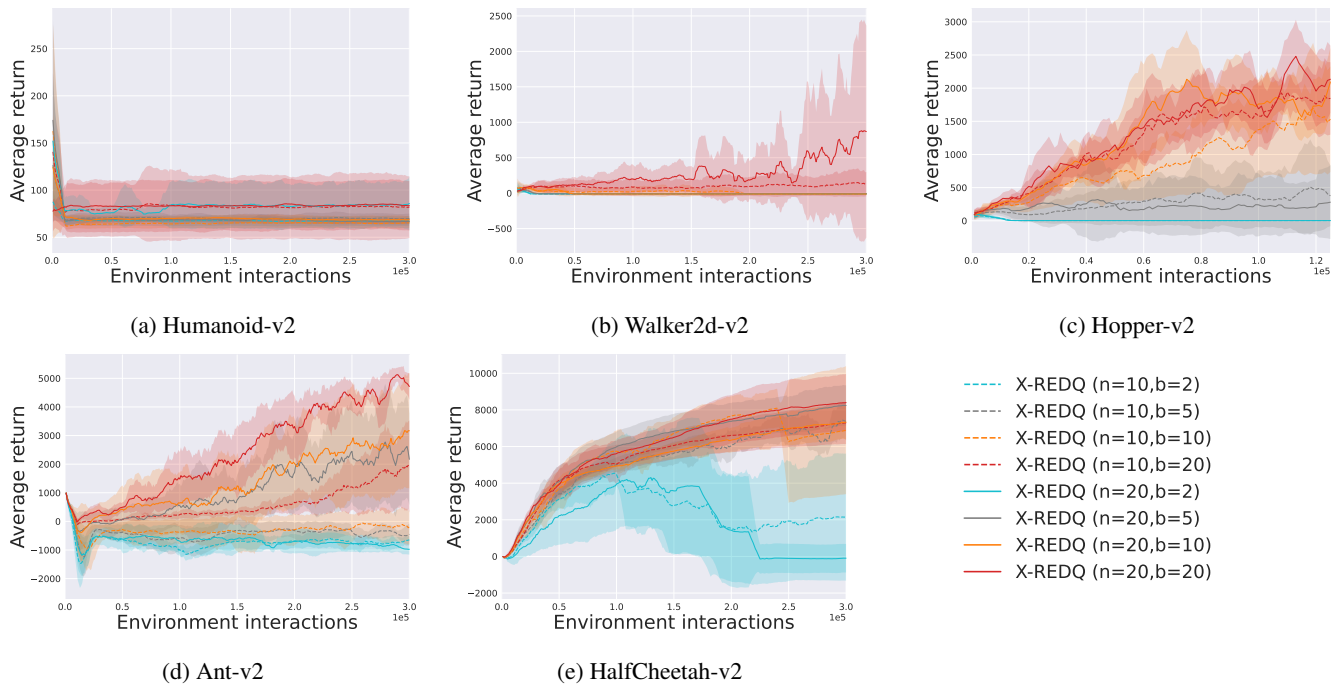 250
200
150
100
50
Average return
0.0
0.5
1.0
1.5
2.0
2.5
3.0
1e5
Environment interactions
(a) Humanoid-v2
2500
2000
1500
1000
500
0
−500
Average return
0.0
0.5
1.0
1.5
2.0
2.5
3.0
1e5
Environment interactions
(b) Walker2d-v2
3000
2500
2000
1500
1000
500
0
Average return
0.0
0.2
0.4
0.6
0.8
1.0
1.2
1e5
Environment interactions
(c) Hopper-v2
5000
4000
3000
2000
1000
0
−1000
−2000
Average return
0.0
0.5
1.0
1.5
2.0
2.5
3.0
1e5
Environment interactions
(d) Ant-v2
10000
8000
6000
4000
2000
0
−2000
Average return
0.0
0.5
1.0
1.5
2.0
2.5
3.0
1e5
Environment interactions
(e) HalfCheetah-v2
X-REDQ (n=10,b=2)
X-REDQ (n=10,b=5)
X-REDQ (n=10,b=10)
X-REDQ (n=10,b=20)
X-REDQ (n=20,b=2)
X-REDQ (n=20,b=5)
X-REDQ (n=20,b=10)
X-REDQ (n=20,b=20)